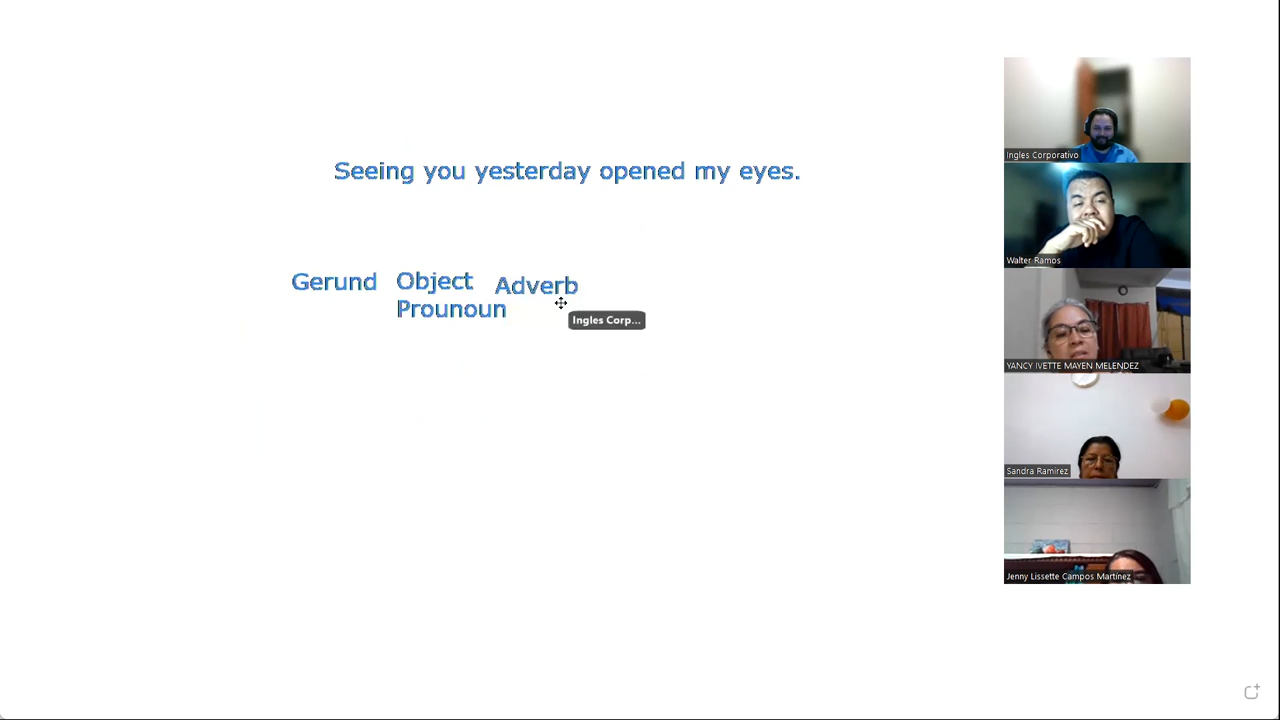 Seeing you yesterday opened my eyes.
Gerund Object Adverb
Prounoun
Ingles Corp...
Ingles Corporativo
Walter Ramos
YANCY IVETTE MAYEN MELENDEZ
Sandra Ramirez
Jenny Lissette Campos Martínez